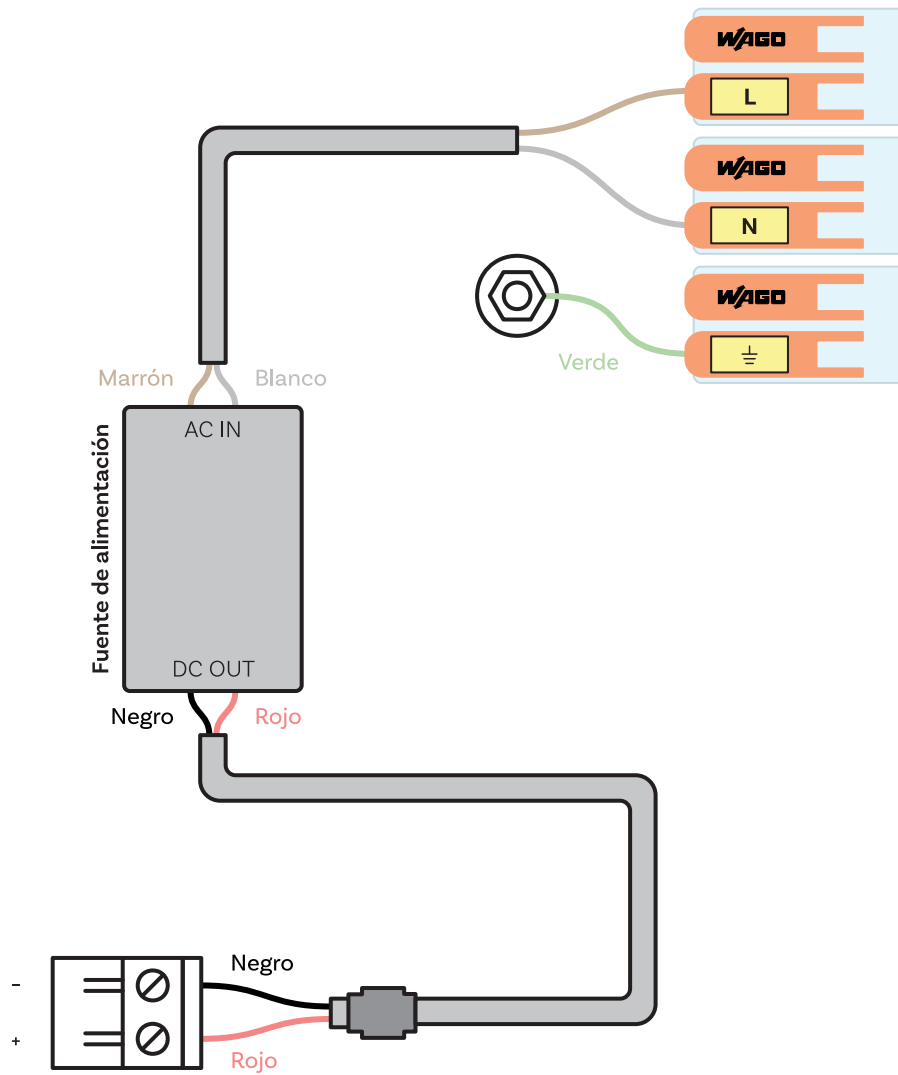 WAGO
L
WAGO
N
WAGO
Verde
Marrón
Blanco
AC IN
Fuente de alimentación
DC OUT
Negro
Rojo
Negro
-
+
Rojo